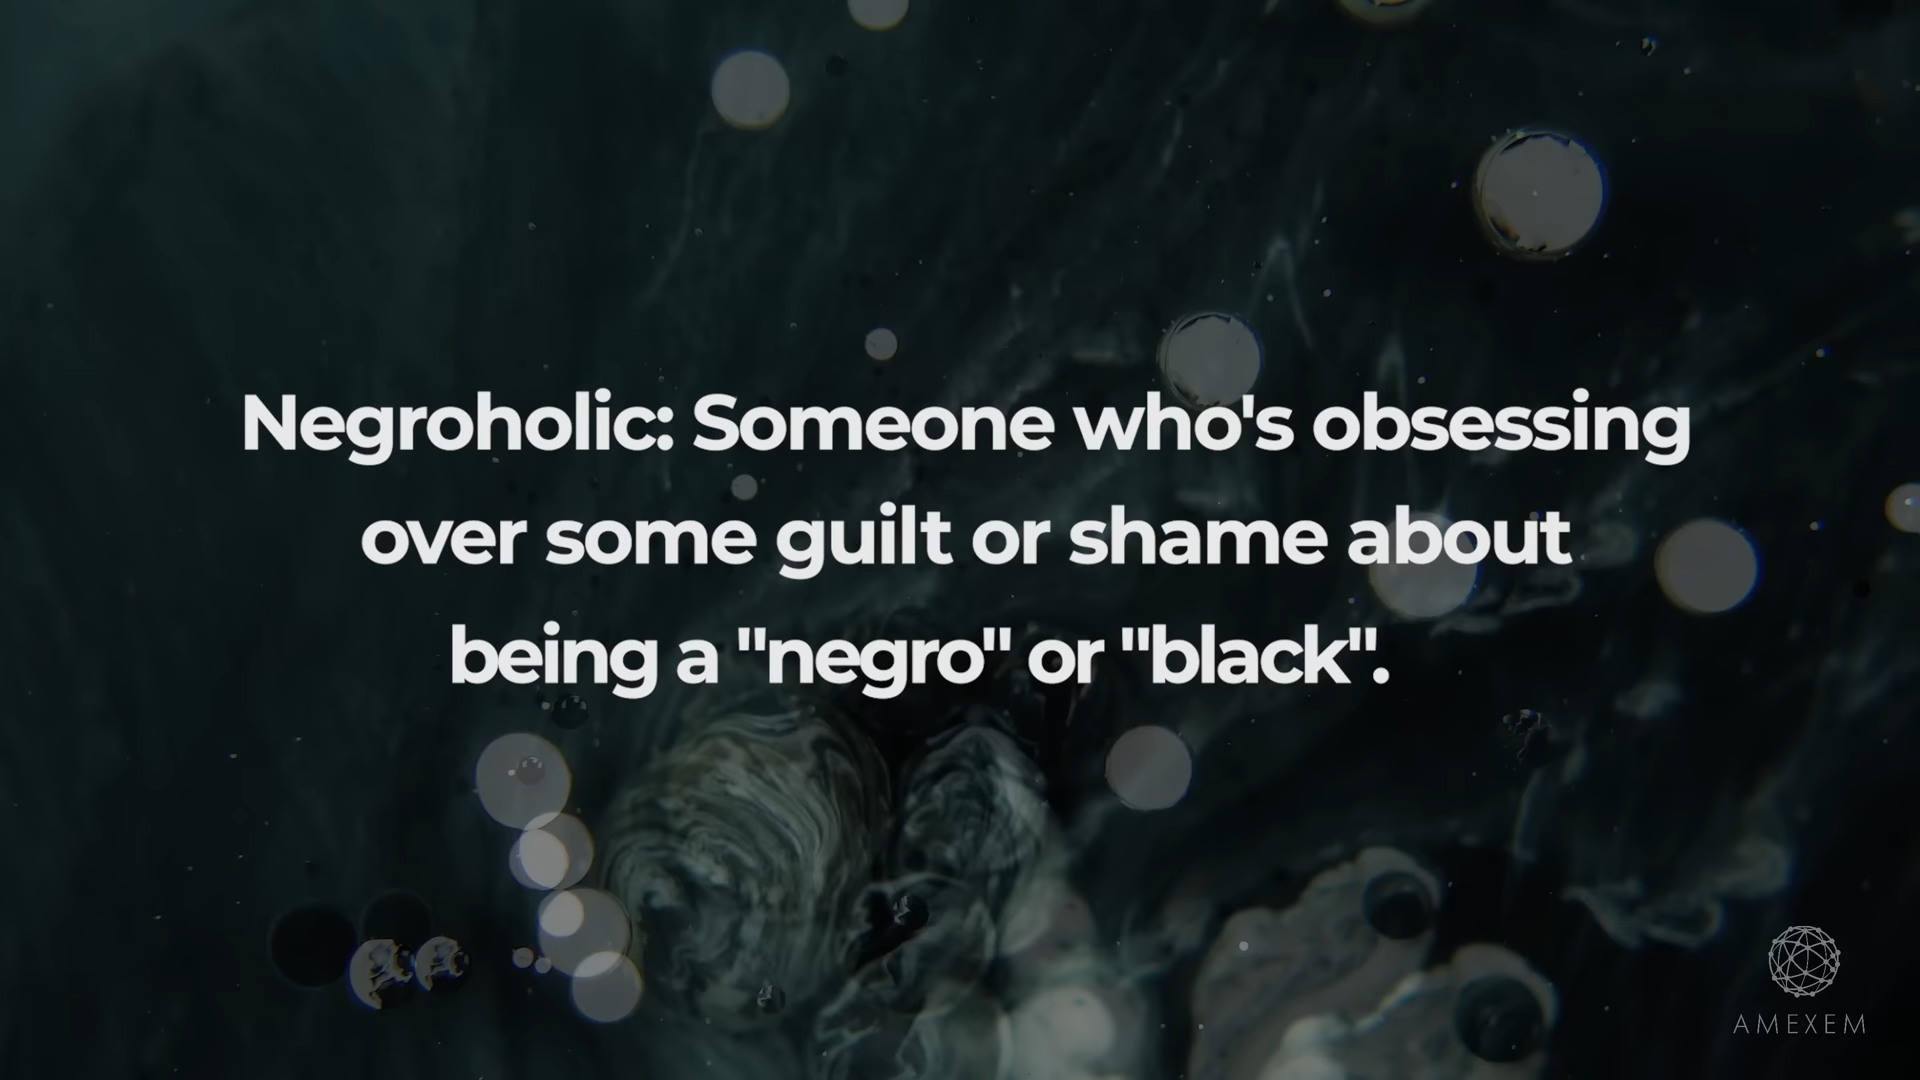 Negroholic: Someone who's obsessing
over some guilt or shame about
being a "negro" or "black".
AMEXEM